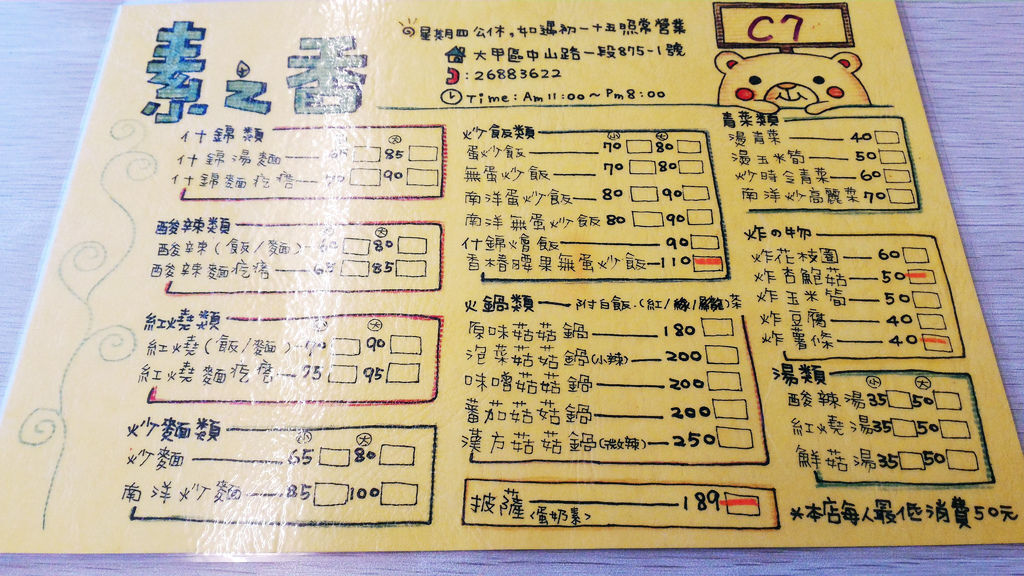 素之香
星期四公休,如遇初一十五照常營業
大甲區中山路一段875-1號
:26883622
Time:Am11:00~Pm8:00
C7
什錦類 小 大
什錦湯麵 65 85
什錦麵疙瘩 90
酸辣類 大
酸辣(飯/麵) 60 80
酸辣麵疙瘩 65 85
紅燒類 小 大
紅燒(飯/麵) 90
紅燒麵疙瘩 75 95
炒麵類 小 大
炒麵 65 80
南洋炒麵 85 100
炒飯類 小 大
蛋炒飯 70 80
無蛋炒飯 70 80
南洋蛋炒飯 80 90
南洋無蛋炒飯 80 90
什錦燴飯 90
香椿腰果無蛋炒飯 110
火鍋類 附白飯.(紅/綠/)茶
原味菇菇鍋 180
泡菜菇菇鍋(小辣) 200
味噌菇菇鍋 200
蕃茄菇菇鍋 200
漢方菇菇鍋(微辣) 250
披薩<蛋奶素> 189
青菜類
燙青菜 40
燙玉米筍 50
炒時令青菜 60
南洋炒高麗菜 70
炸の物
炸花枝圓 60
炸杏鮑菇 50
炸玉米筍 50
炸豆腐 40
炸薯條 40
湯類 小 大
酸辣湯 35 50
紅燒湯 35 50
鮮菇湯 35 50
*本店每人最低消費50元